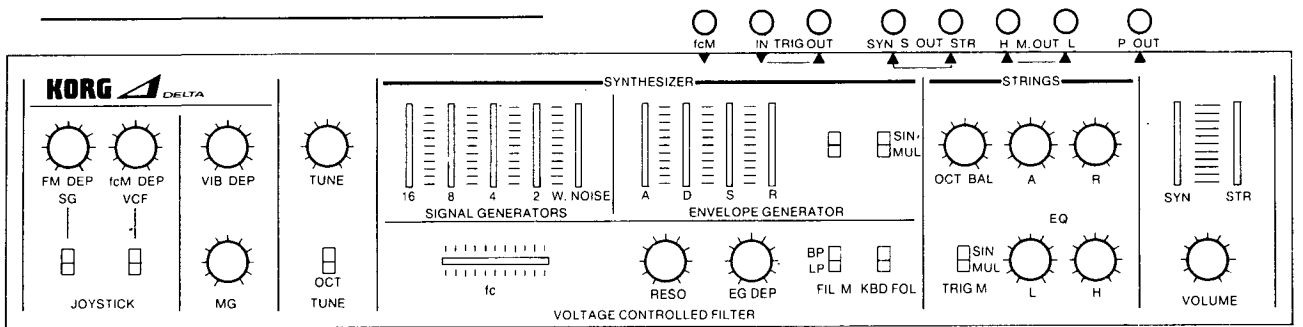 fcM IN TRIG OUT SYN S OUT STR H M.OUT L P OUT
SYNTHESIZER STRINGS
KORG DELTA
SIN
MUL
FM DEP fcM DEP VIB DEP TUNE OCT BAL A R
SG VCF
16 8 4 2 W. NOISE A D S R SYN STR
SIGNAL GENERATORS ENVELOPE GENERATOR
EQ
BP SIN
LP MUL
OCT
fc RESO EG DEP FIL M KBD FOL TRIG M L H
JOYSTICK MG TUNE VOLUME
VOLTAGE CONTROLLED FILTER